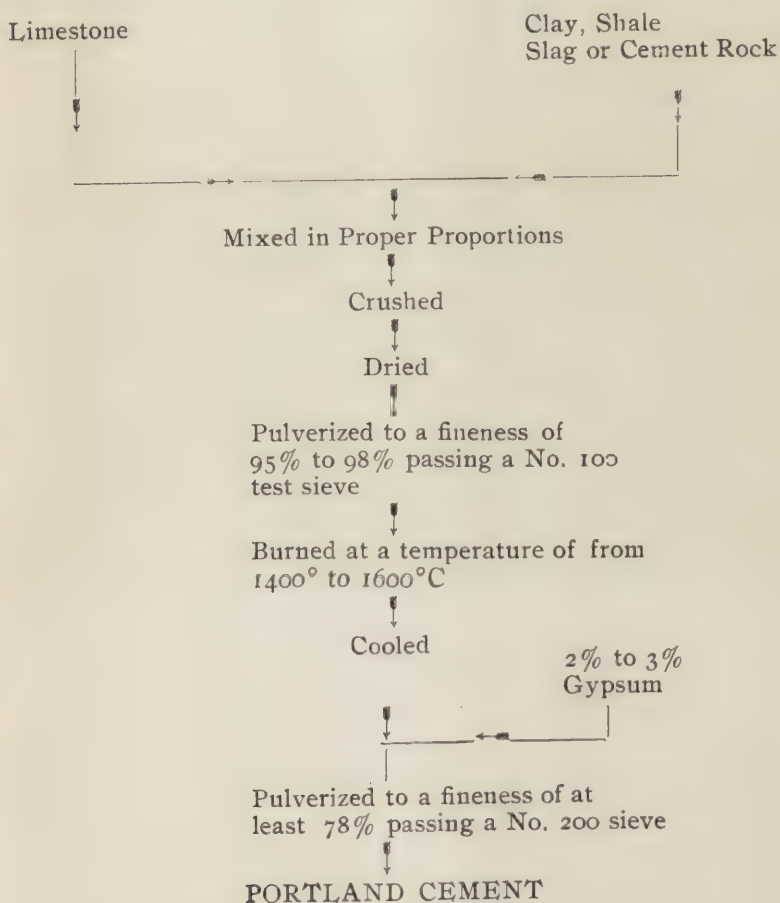 Limestone
Clay, Shale
Slag or Cement Rock
Mixed in Proper Proportions
Crushed
Dried
Pulverized to a fineness of
95% to 98% passing a No. 100
test sieve
Burned at a temperature of from
1400° to 1600°C
Cooled
2% to 3%
Gypsum
Pulverized to a fineness of at
least 78% passing a No. 200 sieve
PORTLAND CEMENT